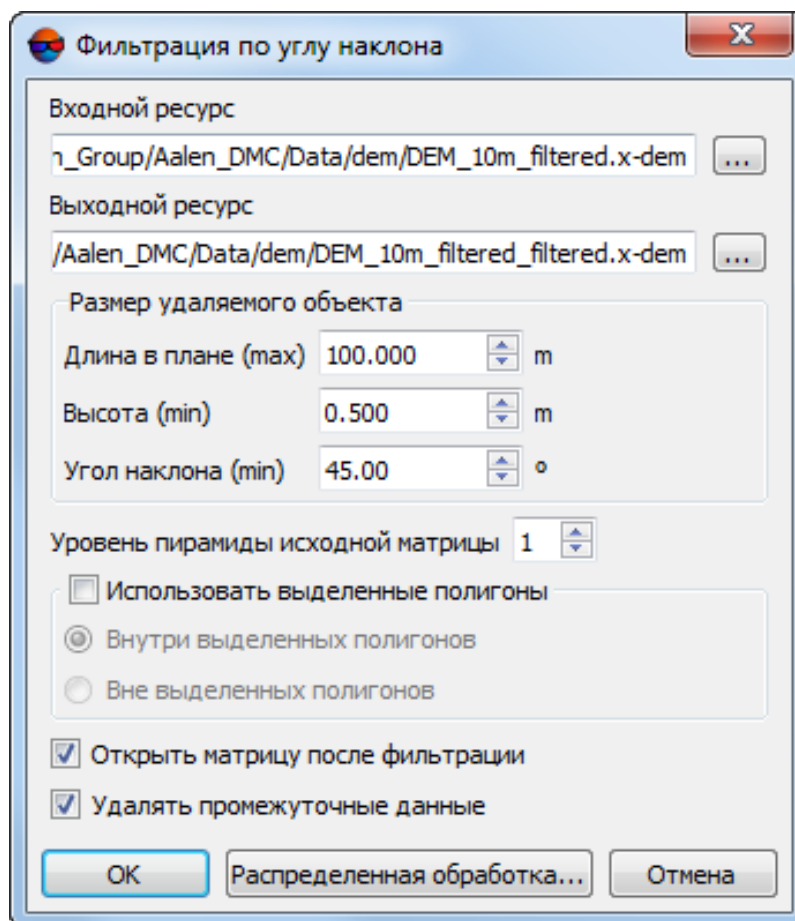 Фильтрация по углу наклона
Входной ресурс
n_Group/Aalen_DMC/Data/dem/DEM_10m_filtered.x-dem ...
Выходной ресурс
/Aalen_DMC/Data/dem/DEM_10m_filtered_filtered.x-dem ...
Размер удаляемого объекта
Длина в плане (max) 100.000 m
Высота (min) 0.500 m
Угол наклона (min) 45.00 °
Уровень пирамиды исходной матрицы 1
Использовать выделенные полигоны
Внутри выделенных полигонов
Вне выделенных полигонов
Открыть матрицу после фильтрации
Удалять промежуточные данные
OK Распределенная обработка... Отмена